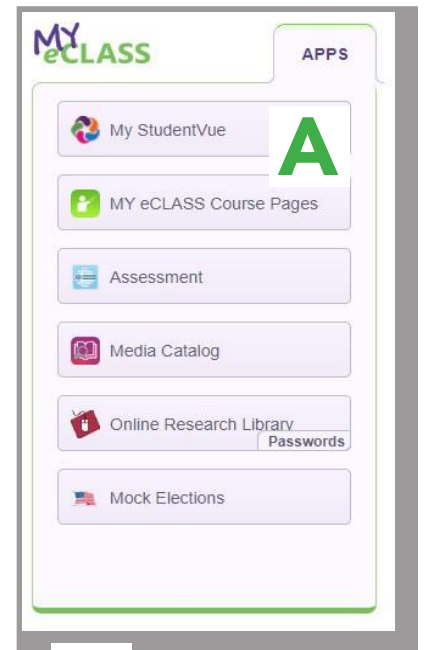 MY eCLASS
APPS
My StudentVue
A
MY eCLASS Course Pages
Assessment
Media Catalog
Online Research Library
Passwords
Mock Elections